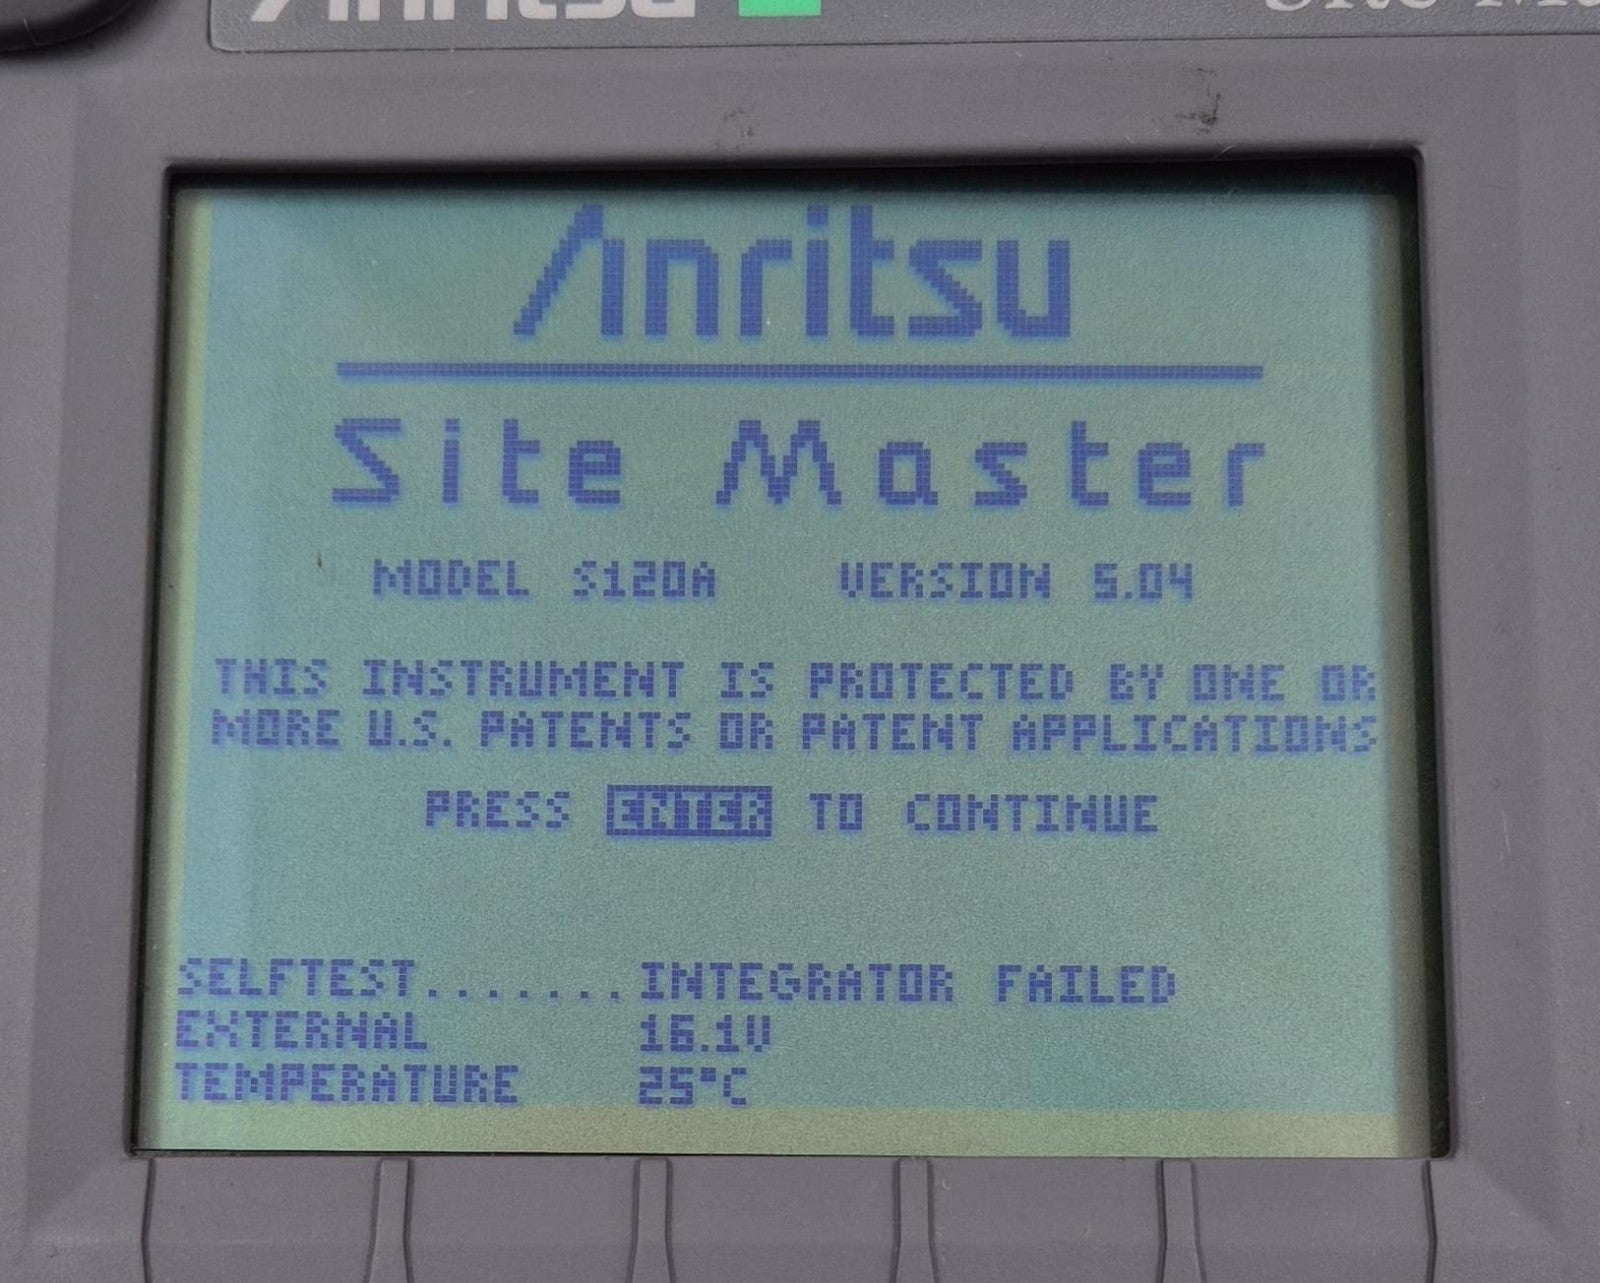 Anritsu
Anritsu
Site Master
MODEL S120A VERSION 5.04
THIS INSTRUMENT IS PROTECTED BY ONE OR
MORE U.S. PATENTS OR PATENT APPLICATIONS
PRESS ENTER TO CONTINUE
SELFTEST.......INTEGRATOR FAILED
EXTERNAL 16.1V
TEMPERATURE 25°C